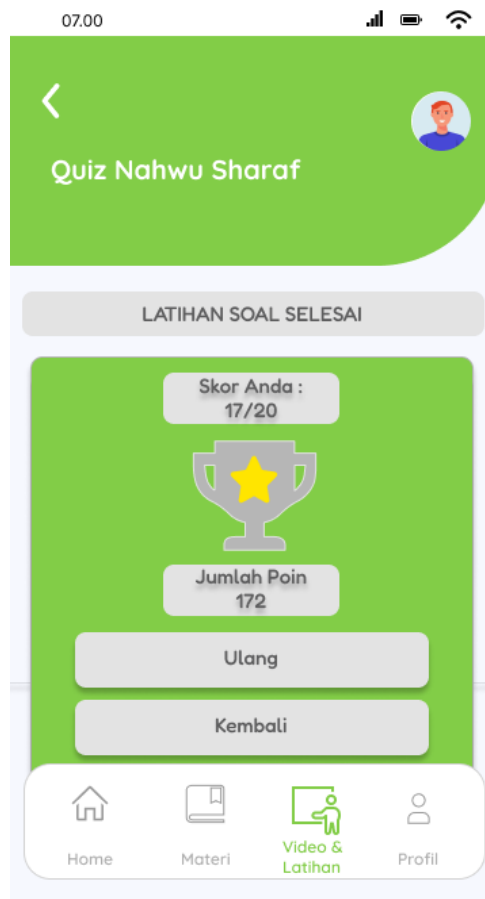 07.00
Quiz Nahwu Sharaf
LATIHAN SOAL SELESAI
Skor Anda :
17/20
Jumlah Poin
172
Ulang
Kembali
Home
Materi
Video &
Latihan
Profil